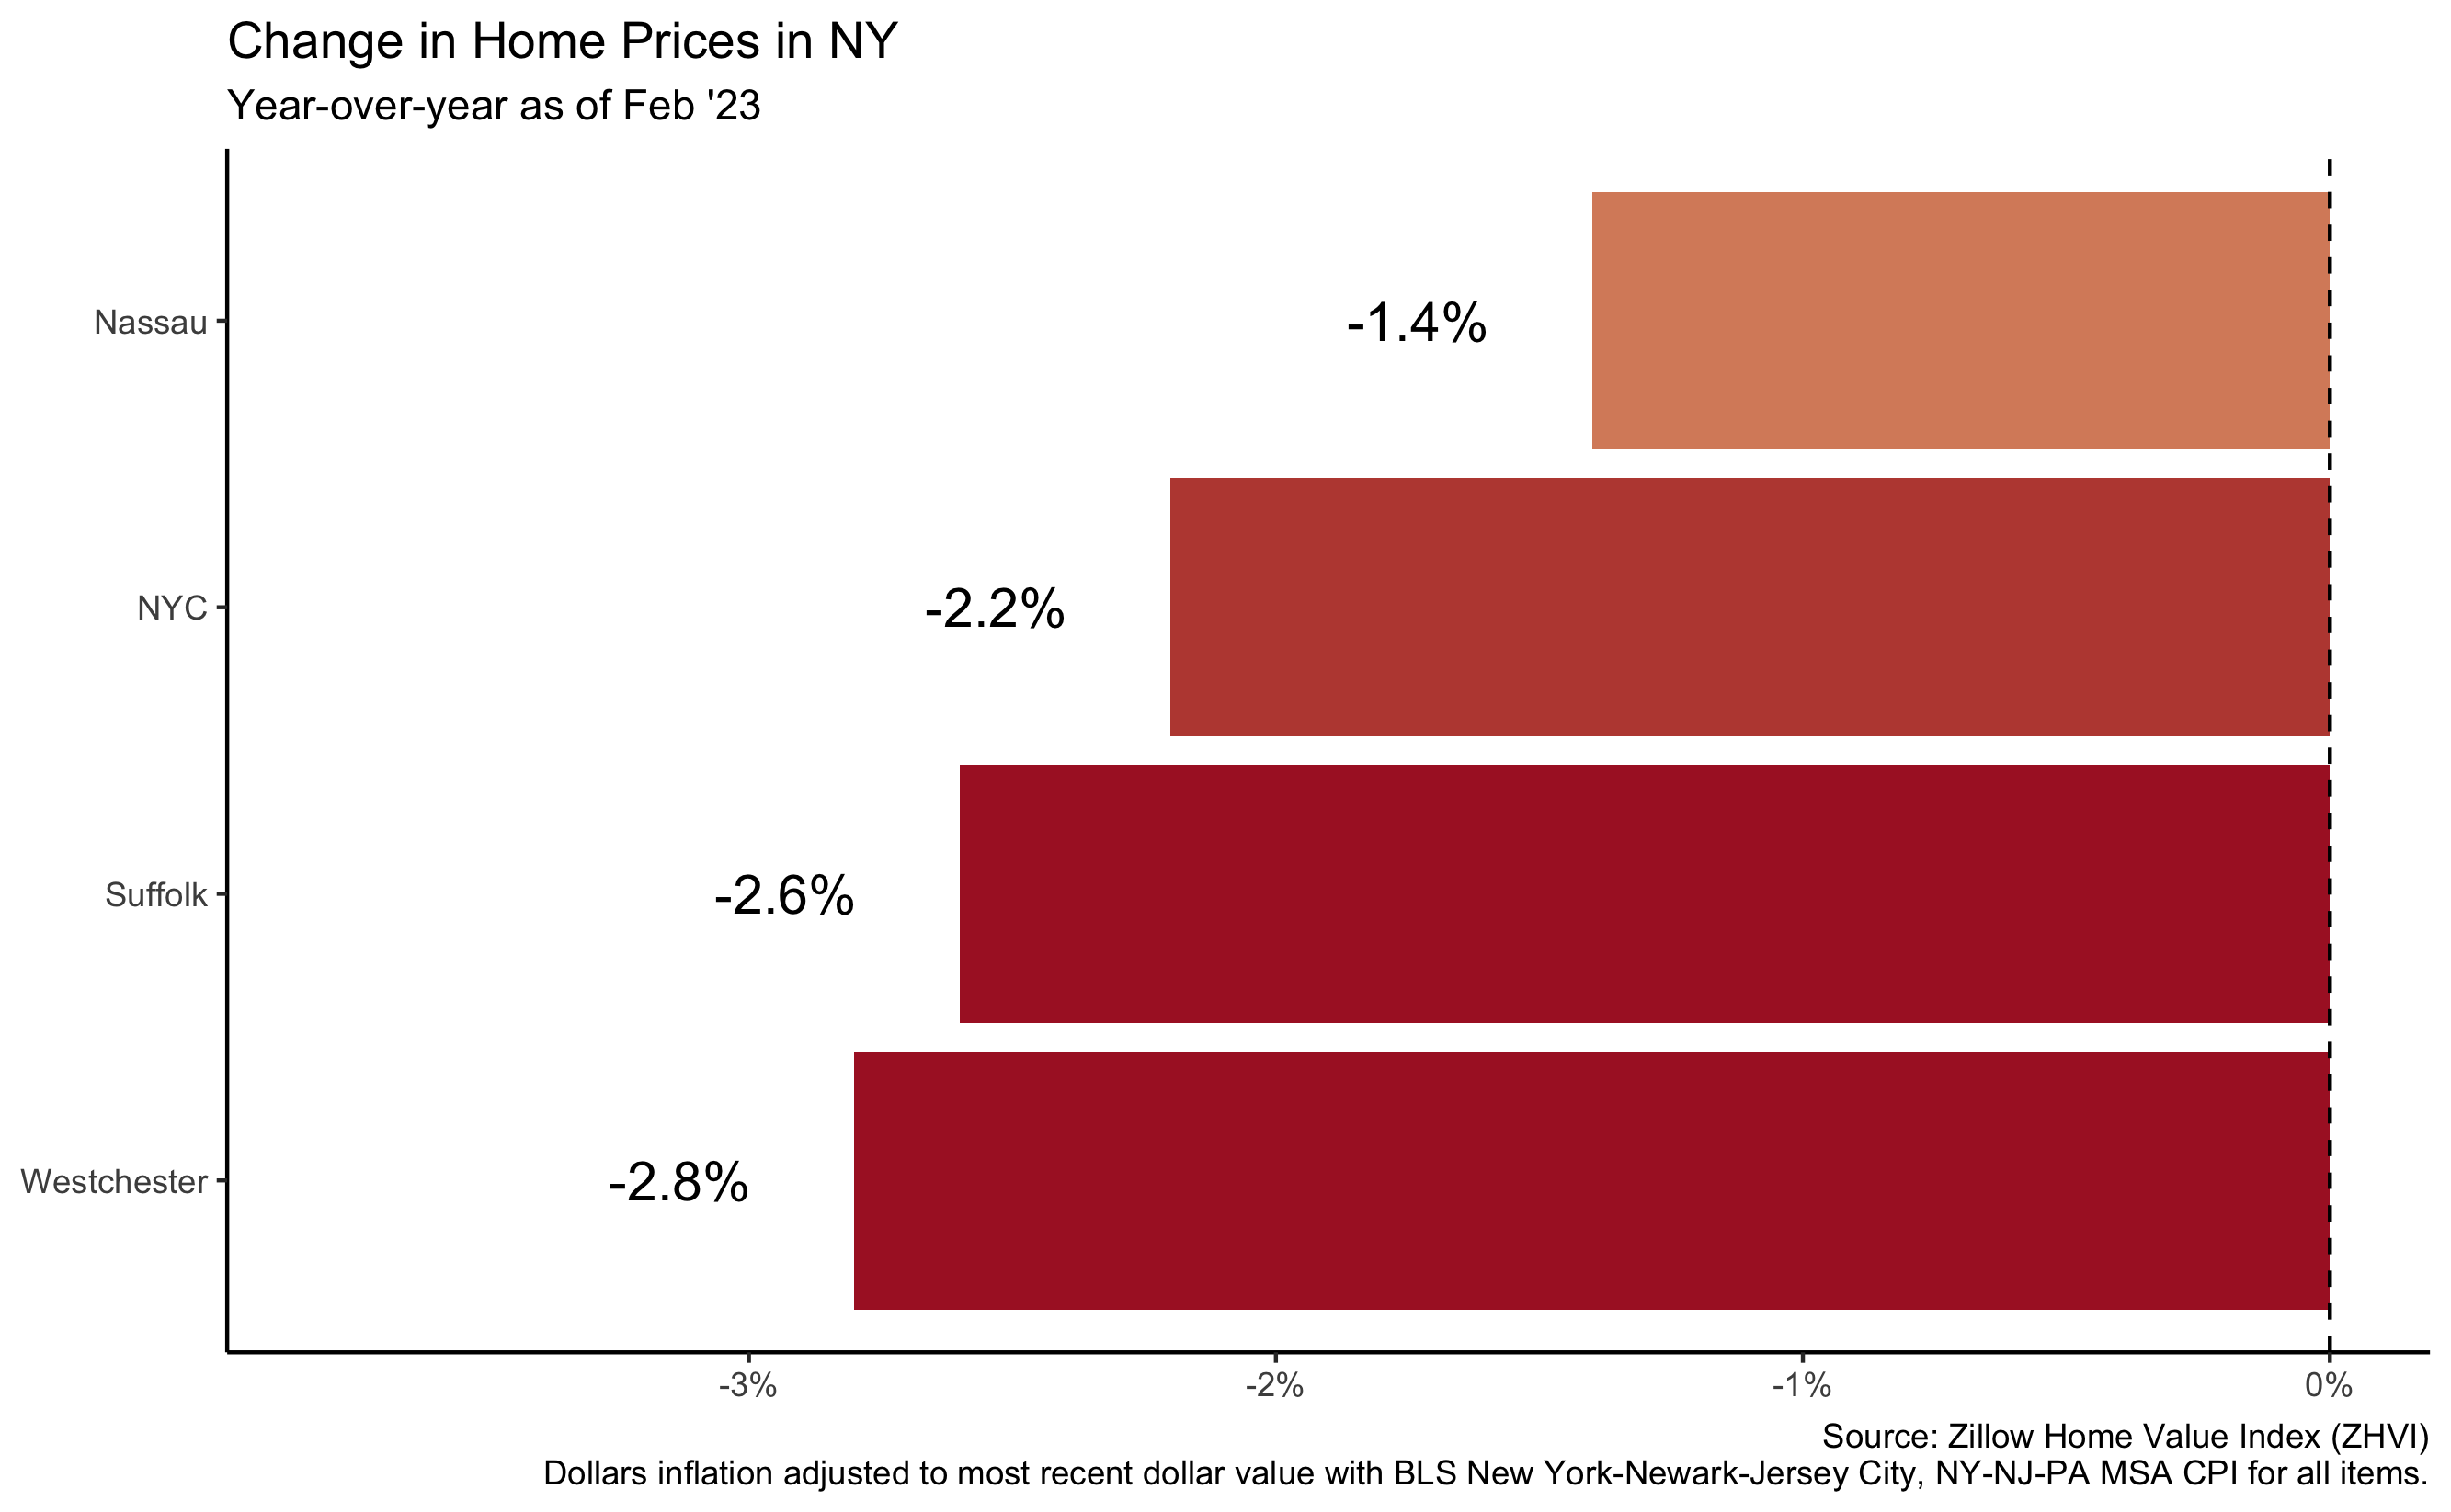 Change in Home Prices in NY
Year-over-year as of Feb '23
Nassau
-1.4%
NYC
-2.2%
Suffolk
-2.6%
Westchester
-2.8%
-3%
-2%
-1%
0%
Source: Zillow Home Value Index (ZHVI)
Dollars inflation adjusted to most recent dollar value with BLS New York-Newark-Jersey City, NY-NJ-PA MSA CPI for all items.